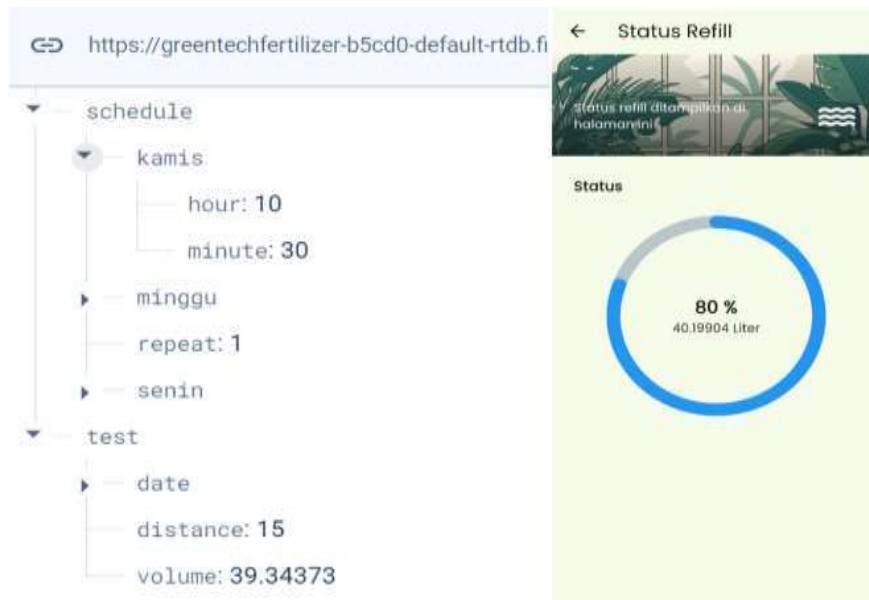 https://greentechfertilizer-b5cd0-default-rtdb.fi
schedule
kamis
hour: 10
minute: 30
minggu
repeat: 1
senin
test
date
distance: 15
volume: 39.34373
Status Refill
Status refill ditampilkan di
halaman ini
Status
80 %
40.19904 Liter